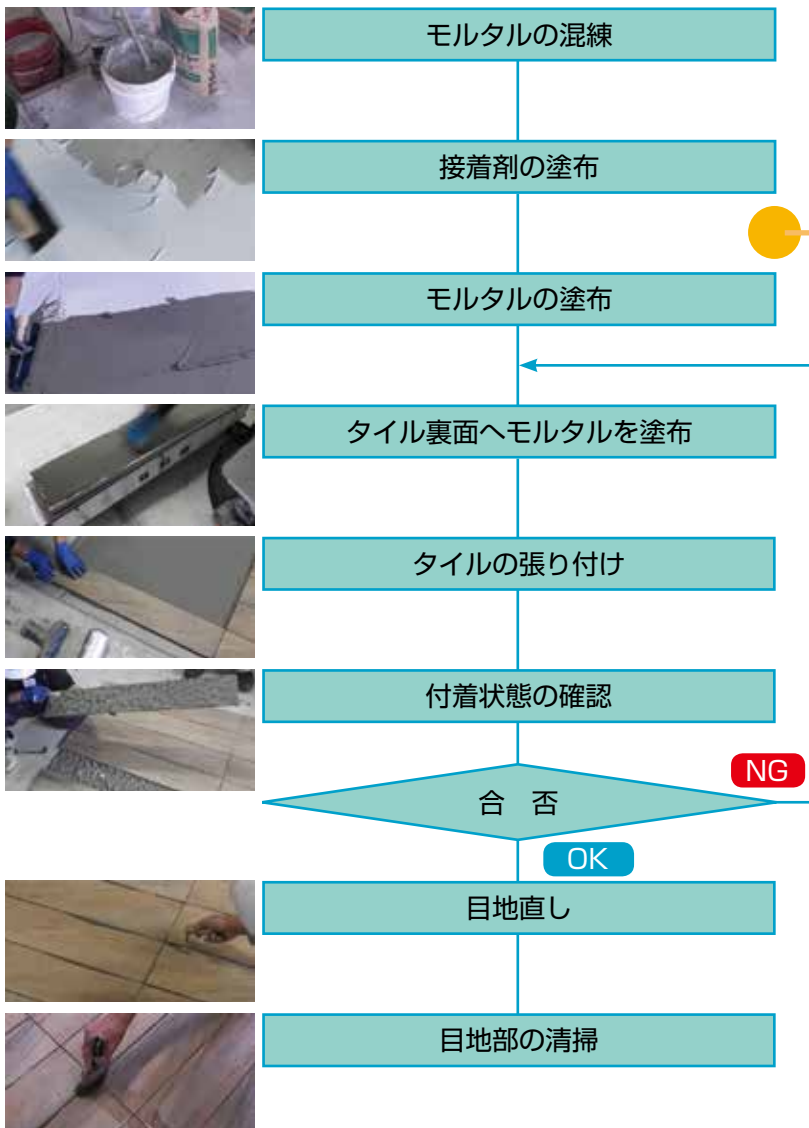 モルタルの混練
接着剤の塗布
モルタルの塗布
タイル裏面へモルタルを塗布
タイルの張り付け
付着状態の確認
NG
合　否
OK
目地直し
目地部の清掃